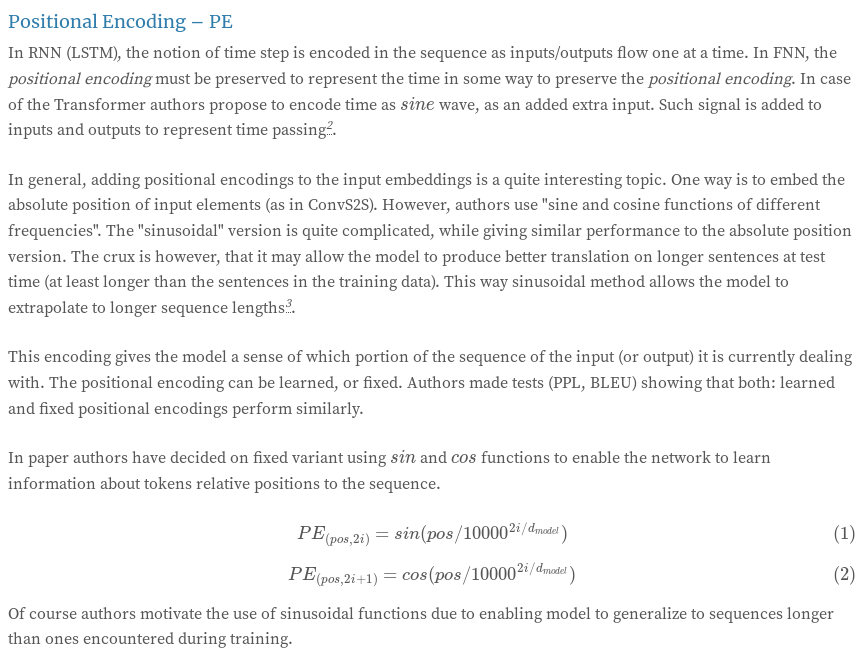 Positional Encoding – PE
In RNN (LSTM), the notion of time step is encoded in the sequence as inputs/outputs flow one at a time. In FNN, the
positional encoding must be preserved to represent the time in some way to preserve the positional encoding. In case
of the Transformer authors propose to encode time as sine wave, as an added extra input. Such signal is added to
inputs and outputs to represent time passing2.
In general, adding positional encodings to the input embeddings is a quite interesting topic. One way is to embed the
absolute position of input elements (as in ConvS2S). However, authors use "sine and cosine functions of different
frequencies". The "sinusoidal" version is quite complicated, while giving similar performance to the absolute position
version. The crux is however, that it may allow the model to produce better translation on longer sentences at test
time (at least longer than the sentences in the training data). This way sinusoidal method allows the model to
extrapolate to longer sequence lengths3.
This encoding gives the model a sense of which portion of the sequence of the input (or output) it is currently dealing
with. The positional encoding can be learned, or fixed. Authors made tests (PPL, BLEU) showing that both: learned
and fixed positional encodings perform similarly.
In paper authors have decided on fixed variant using sin and cos functions to enable the network to learn
information about tokens relative positions to the sequence.
PE(pos,2i) = sin(pos/10000^2i/dmodel) (1)
PE(pos,2i+1) = cos(pos/10000^2i/dmodel) (2)
Of course authors motivate the use of sinusoidal functions due to enabling model to generalize to sequences longer
than ones encountered during training.